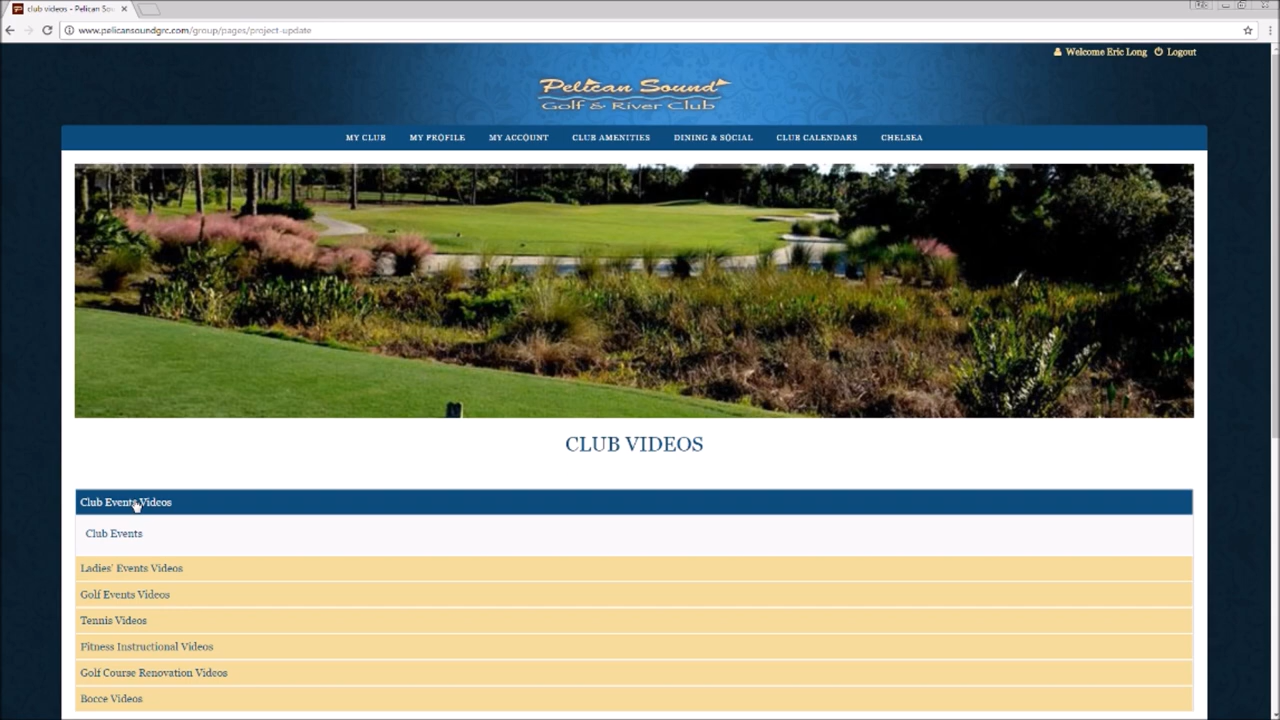 club videos - Pelican Sou
www.pelicansoundgrc.com/group/pages/project-update
Welcome Eric Long Logout
Pelican Sound
Golf & River Club
MY CLUB MY PROFILE MY ACCOUNT CLUB AMENITIES DINING & SOCIAL CLUB CALENDARS CHELSEA
CLUB VIDEOS
Club Events Videos
Club Events
Ladies' Events Videos
Golf Events Videos
Tennis Videos
Fitness Instructional Videos
Golf Course Renovation Videos
Bocce Videos